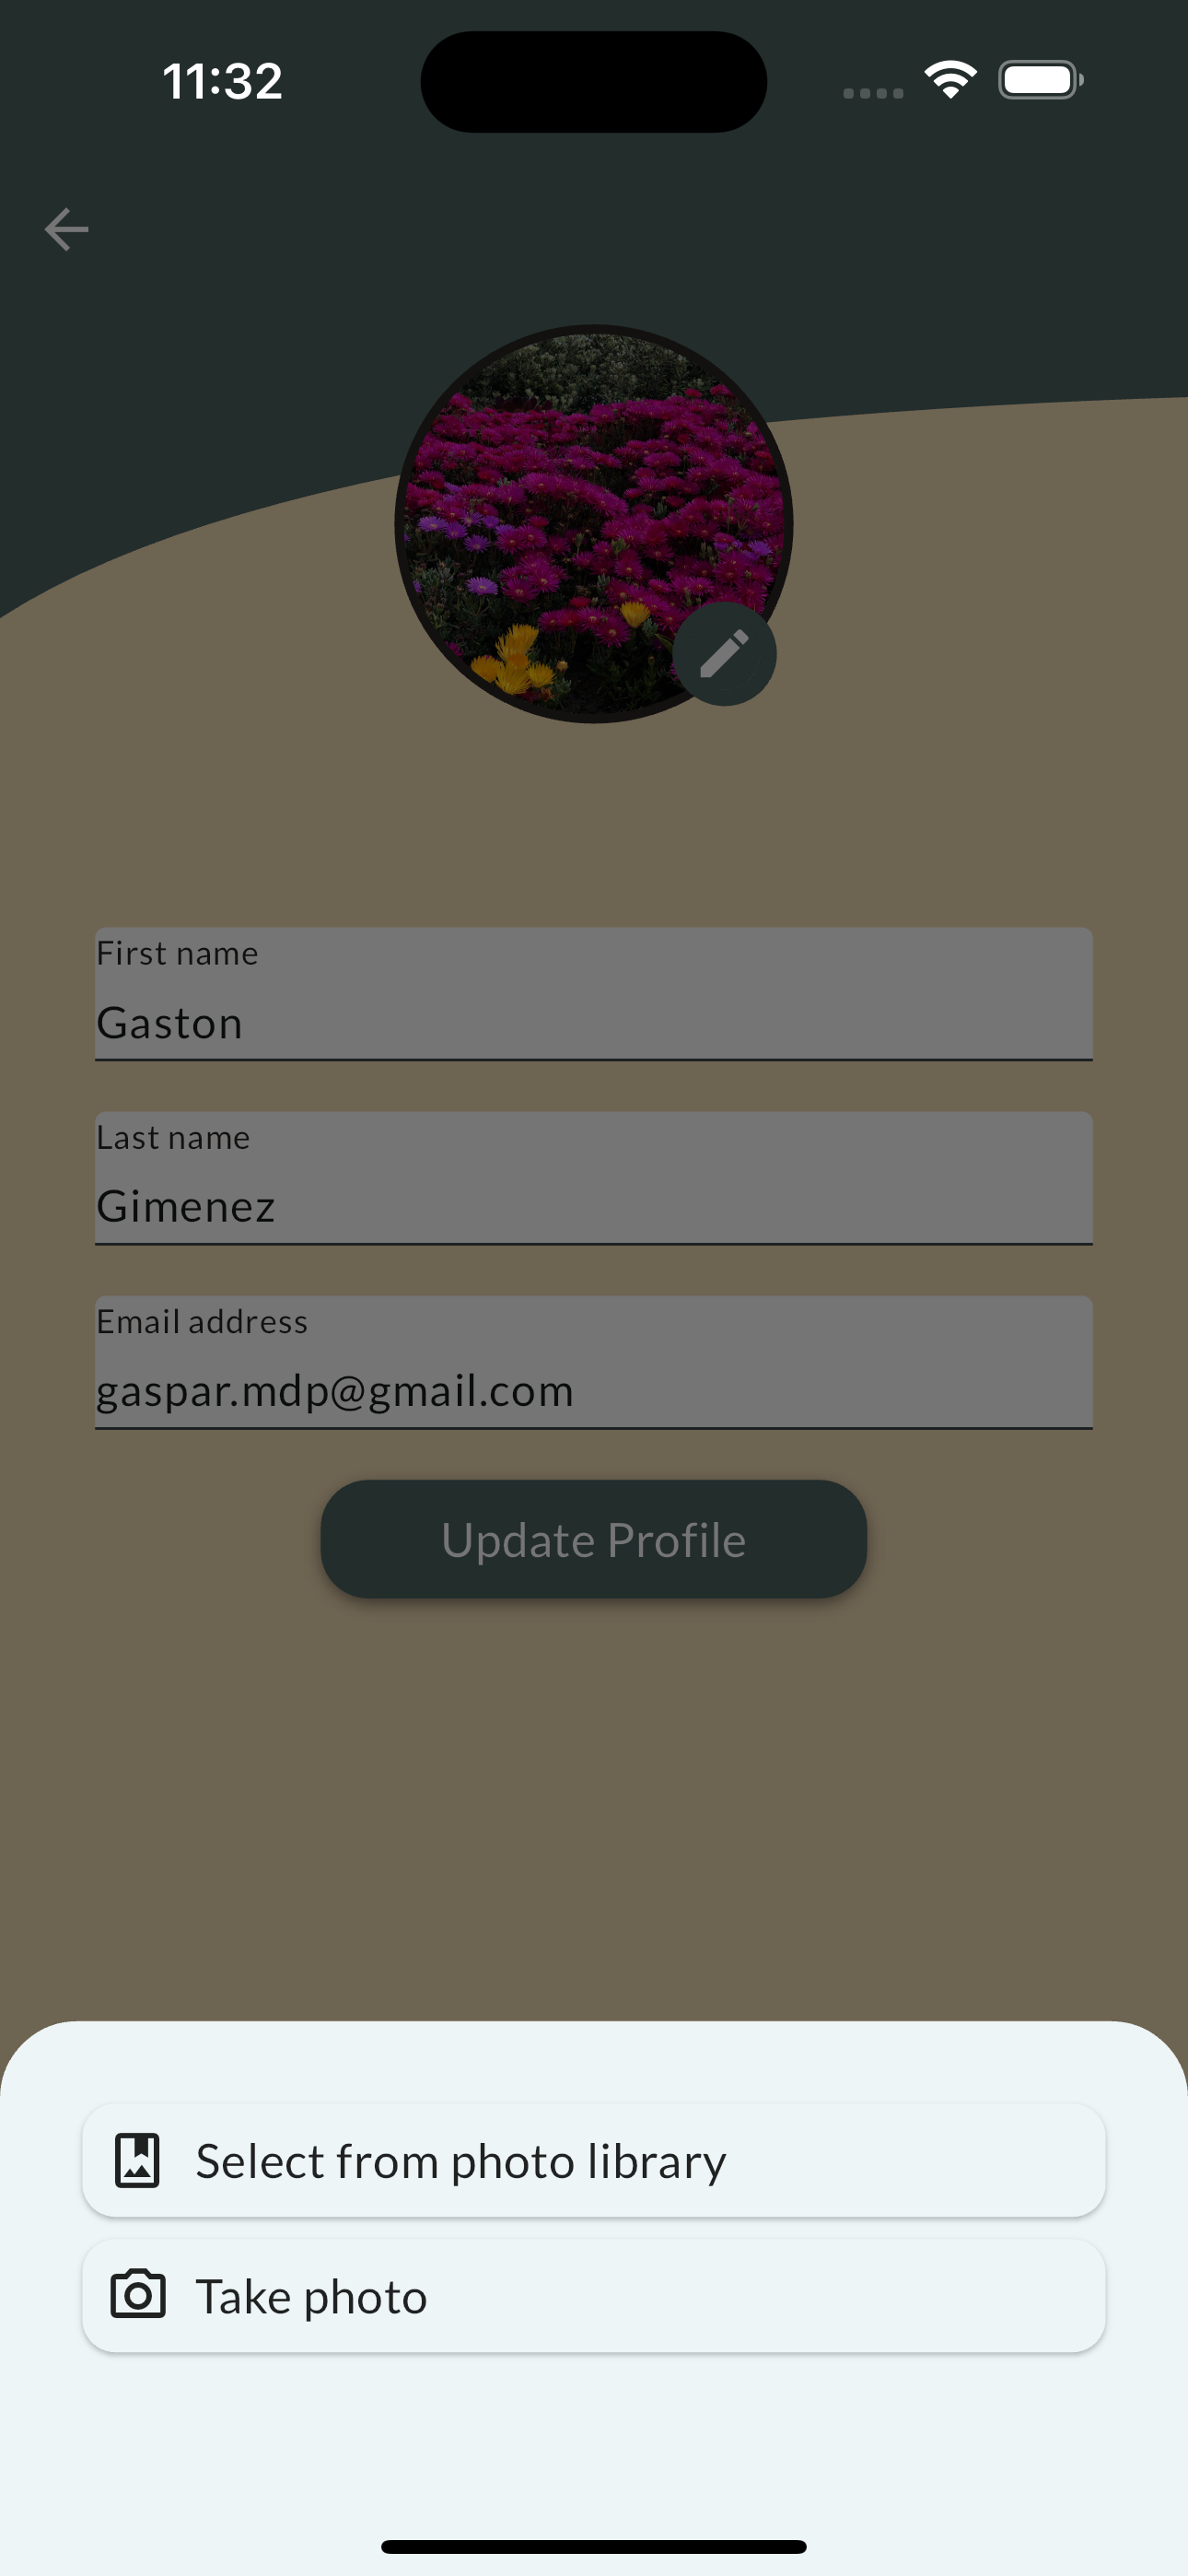 11:32
First name
Gaston
Last name
Gimenez
Email address
gaspar.mdp@gmail.com
Update Profile
Select from photo library
Take photo